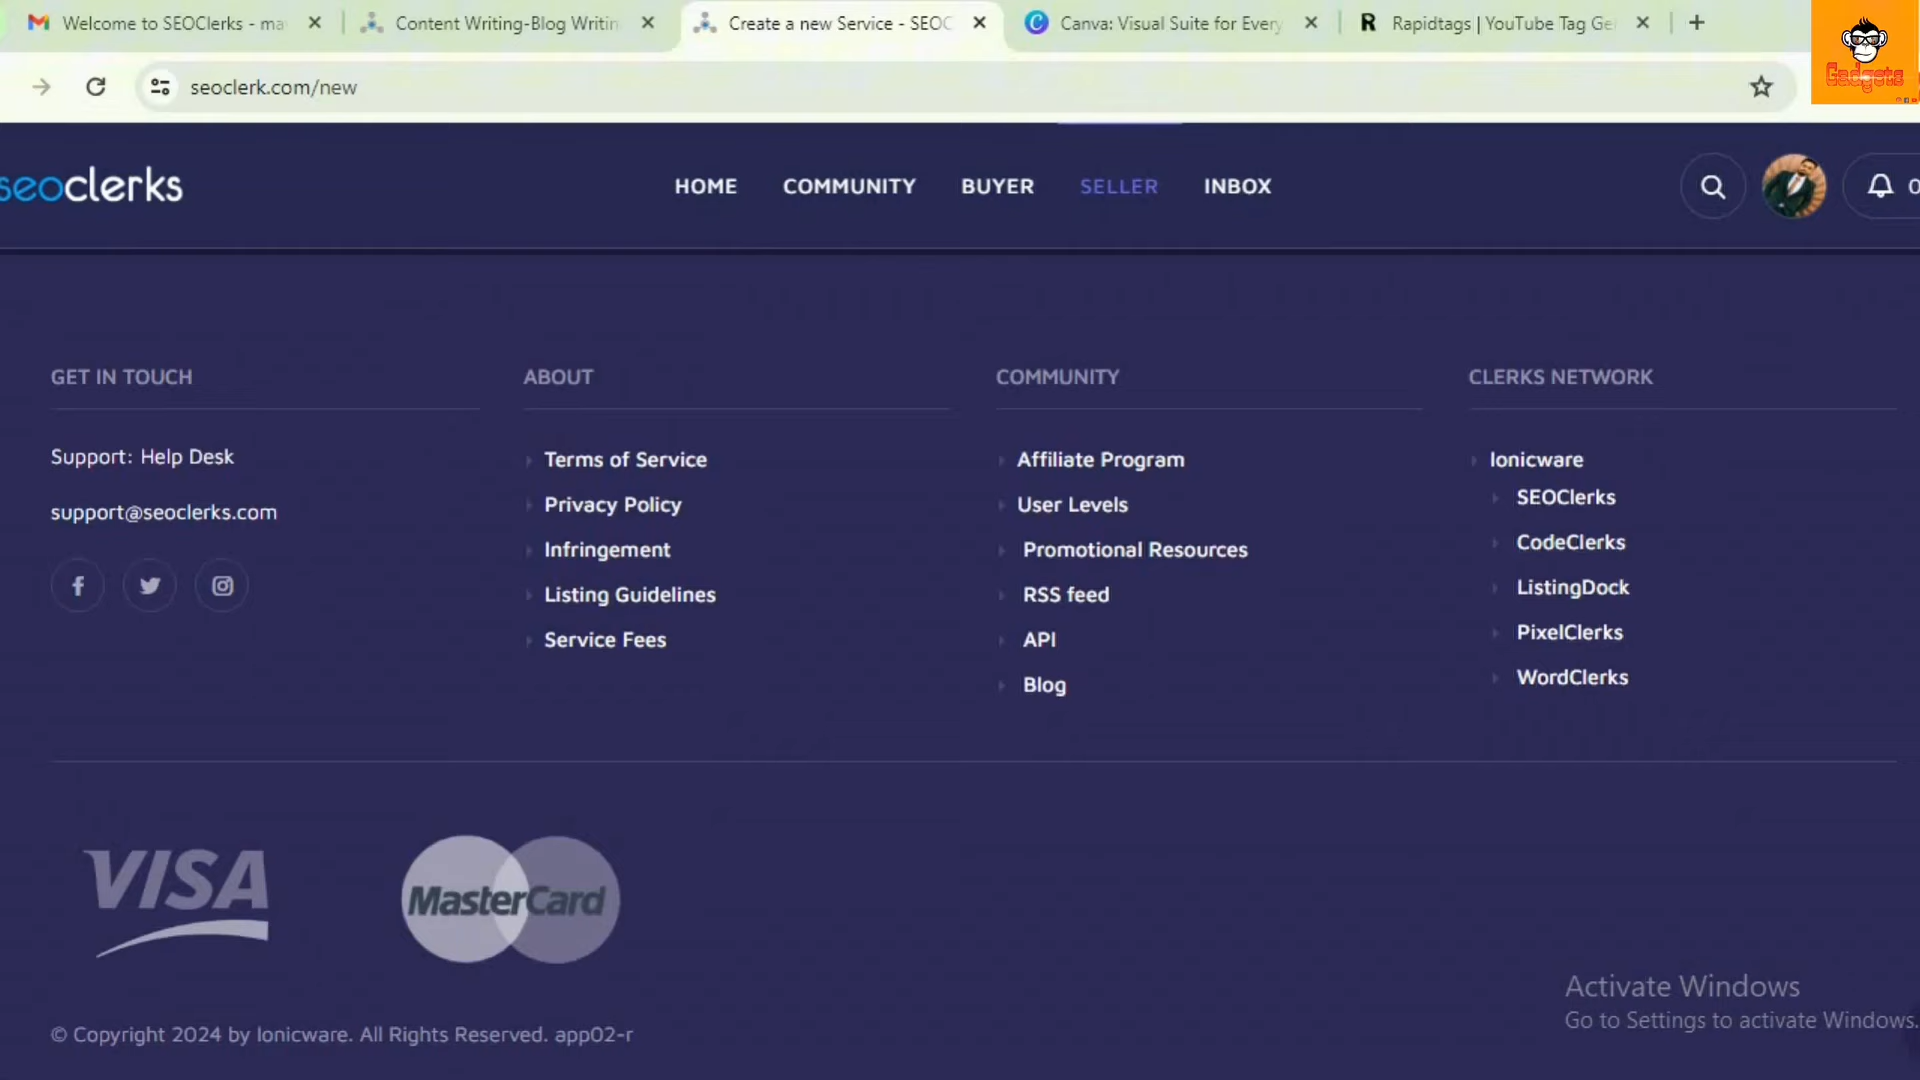 Welcome to SEOClerks - ma
Content Writing-Blog Writin
Create a new Service - SEOC
Canva: Visual Suite for Every
Rapidtags | YouTube Tag Ge
Gadgets
seoclerk.com/new
seoclerks
HOME
COMMUNITY
BUYER
SELLER
INBOX
0
GET IN TOUCH
Support: Help Desk
support@seoclerks.com
ABOUT
Terms of Service
Privacy Policy
Infringement
Listing Guidelines
Service Fees
COMMUNITY
Affiliate Program
User Levels
Promotional Resources
RSS feed
API
Blog
CLERKS NETWORK
Ionicware
SEOClerks
CodeClerks
ListingDock
PixelClerks
WordClerks
VISA
MasterCard
Activate Windows
Go to Settings to activate Windows.
© Copyright 2024 by Ionicware. All Rights Reserved. app02-r